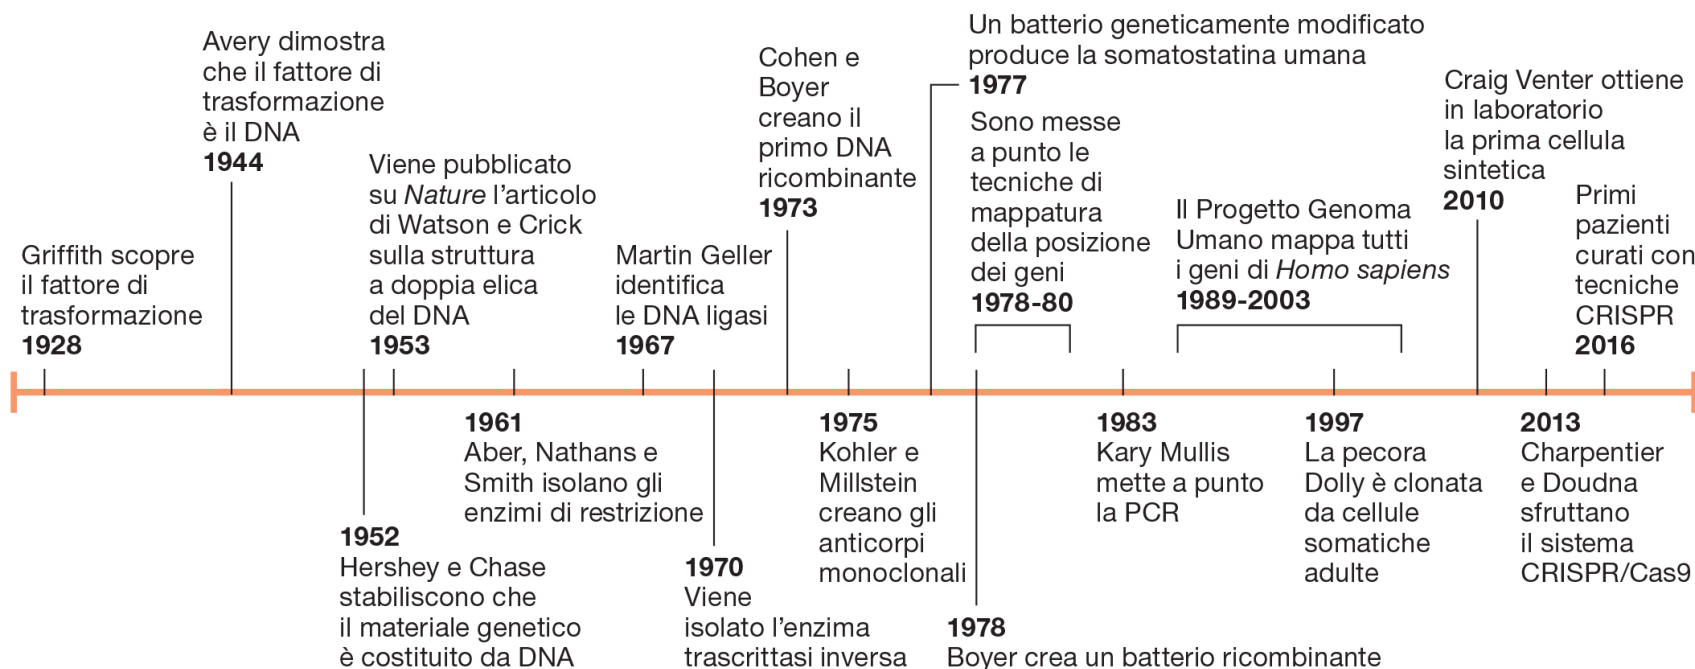 Griffith scopre
il fattore di
trasformazione
1928
Avery dimostra
che il fattore di
trasformazione
è il DNA
1944
1952
Hershey e Chase
stabiliscono che
il materiale genetico
è costituito da DNA
Viene pubblicato
su Nature l'articolo
di Watson e Crick
sulla struttura
a doppia elica
del DNA
1953
1961
Aber, Nathans e
Smith isolano gli
enzimi di restrizione
Martin Geller
identifica
le DNA ligasi
1967
1970
Viene
isolato l'enzima
trascrittasi inversa
Cohen e
Boyer
creano il
primo DNA
ricombinante
1973
1975
Kohler e
Millstein
creano gli
anticorpi
monoclonali
Un batterio geneticamente modificato
produce la somatostatina umana
1977
1978
Boyer crea un batterio ricombinante
Sono messe
a punto le
tecniche di
mappatura
della posizione
dei geni
1978-80
1983
Kary Mullis
mette a punto
la PCR
Il Progetto Genoma
Umano mappa tutti
i geni di Homo sapiens
1989-2003
1997
La pecora
Dolly è clonata
da cellule
somatiche
adulte
Craig Venter ottiene
in laboratorio
la prima cellula
sintetica
2010
2013
Charpentier
e Doudna
sfruttano
il sistema
CRISPR/Cas9
Primi
pazienti
curati con
tecniche
CRISPR
2016